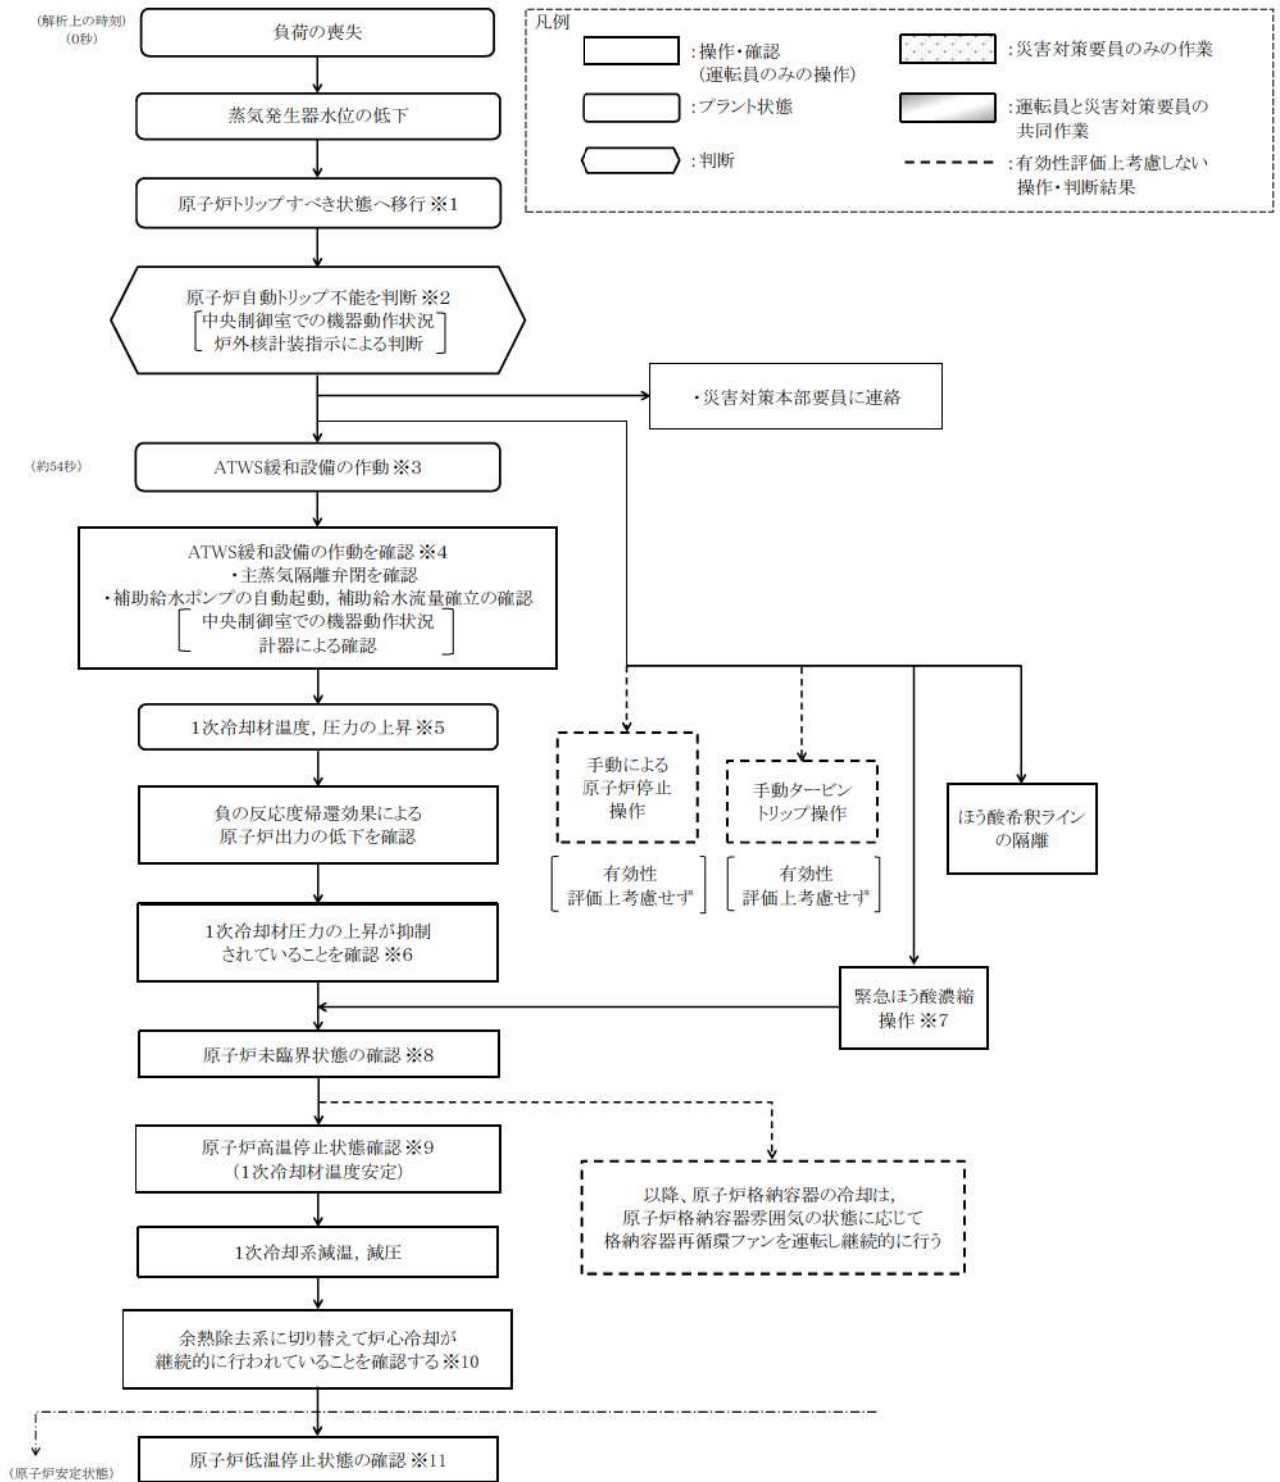 (解析上の時刻)
(0秒)
負荷の喪失
凡例
:操作・確認
(運転員のみの操作)
:災害対策要員のみの作業
:プラント状態
:運転員と災害対策要員の
共同作業
:判断
:有効性評価上考慮しない
操作・判断結果
蒸気発生器水位の低下
原子炉トリップすべき状態へ移行※1
原子炉自動トリップ不能を判断※2
中央制御室での機器動作状況
炉外核計装指示による判断
・災害対策本部要員に連絡
(約54秒)
ATWS緩和設備の作動※3
ATWS緩和設備の作動を確認※4
・主蒸気隔離弁閉を確認
・補助給水ポンプの自動起動, 補助給水流量確立の確認
中央制御室での機器動作状況
計器による確認
1次冷却材温度, 圧力の上昇※5
手動による
原子炉停止
操作
有効性
評価上考慮せず
手動タービン
トリップ操作
有効性
評価上考慮せず
ほう酸希釈ライン
の隔離
負の反応度帰還効果による
原子炉出力の低下を確認
1次冷却材圧力の上昇が抑制
されていることを確認※6
緊急ほう酸濃縮
操作※7
原子炉未臨界状態の確認※8
原子炉高温停止状態確認※9
(1次冷却材温度安定)
以降、原子炉格納容器の冷却は,
原子炉格納容器雰囲気の状態に応じて
格納容器再循環ファンを運転し継続的に行う
1次冷却系減温, 減圧
余熱除去系に切り替えて炉心冷却が
継続的に行われていることを確認する※10
(原子炉安定状態)
原子炉低温停止状態の確認※11